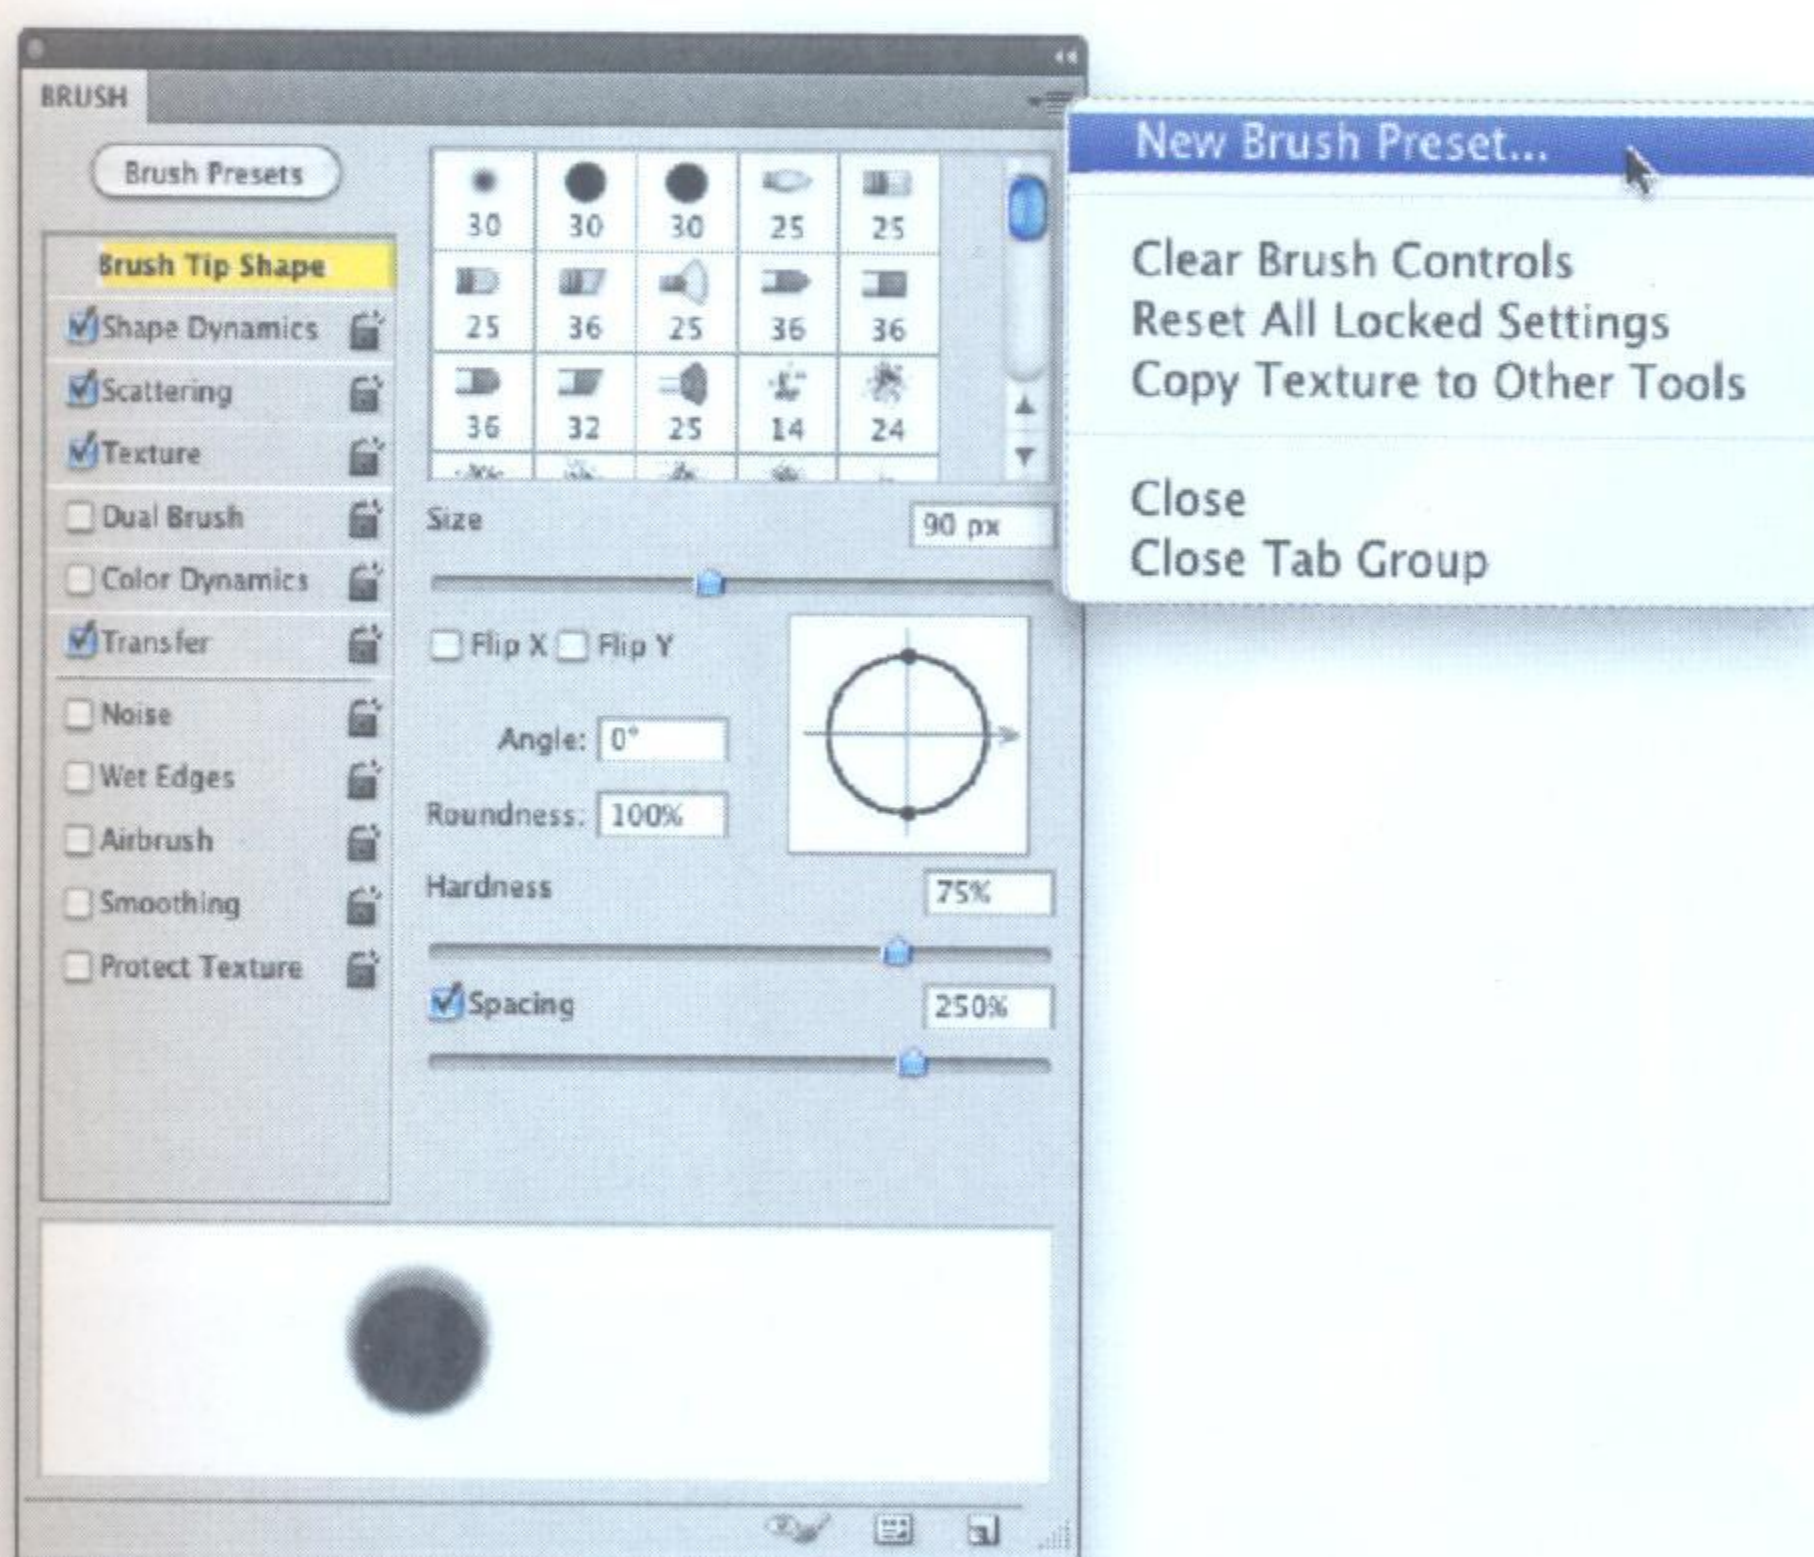 BRUSH
Brush Presets
Brush Tip Shape
Shape Dynamics
Scattering
Texture
Dual Brush
Color Dynamics
Transfer
Noise
Wet Edges
Airbrush
Smoothing
Protect Texture
30 30 30 25 25
25 36 25 36 36
36 32 25 14 24
Size 90 px
Flip X Flip Y
Angle: 0°
Roundness: 100%
Hardness 75%
Spacing 250%
New Brush Preset...
Clear Brush Controls
Reset All Locked Settings
Copy Texture to Other Tools
Close
Close Tab Group